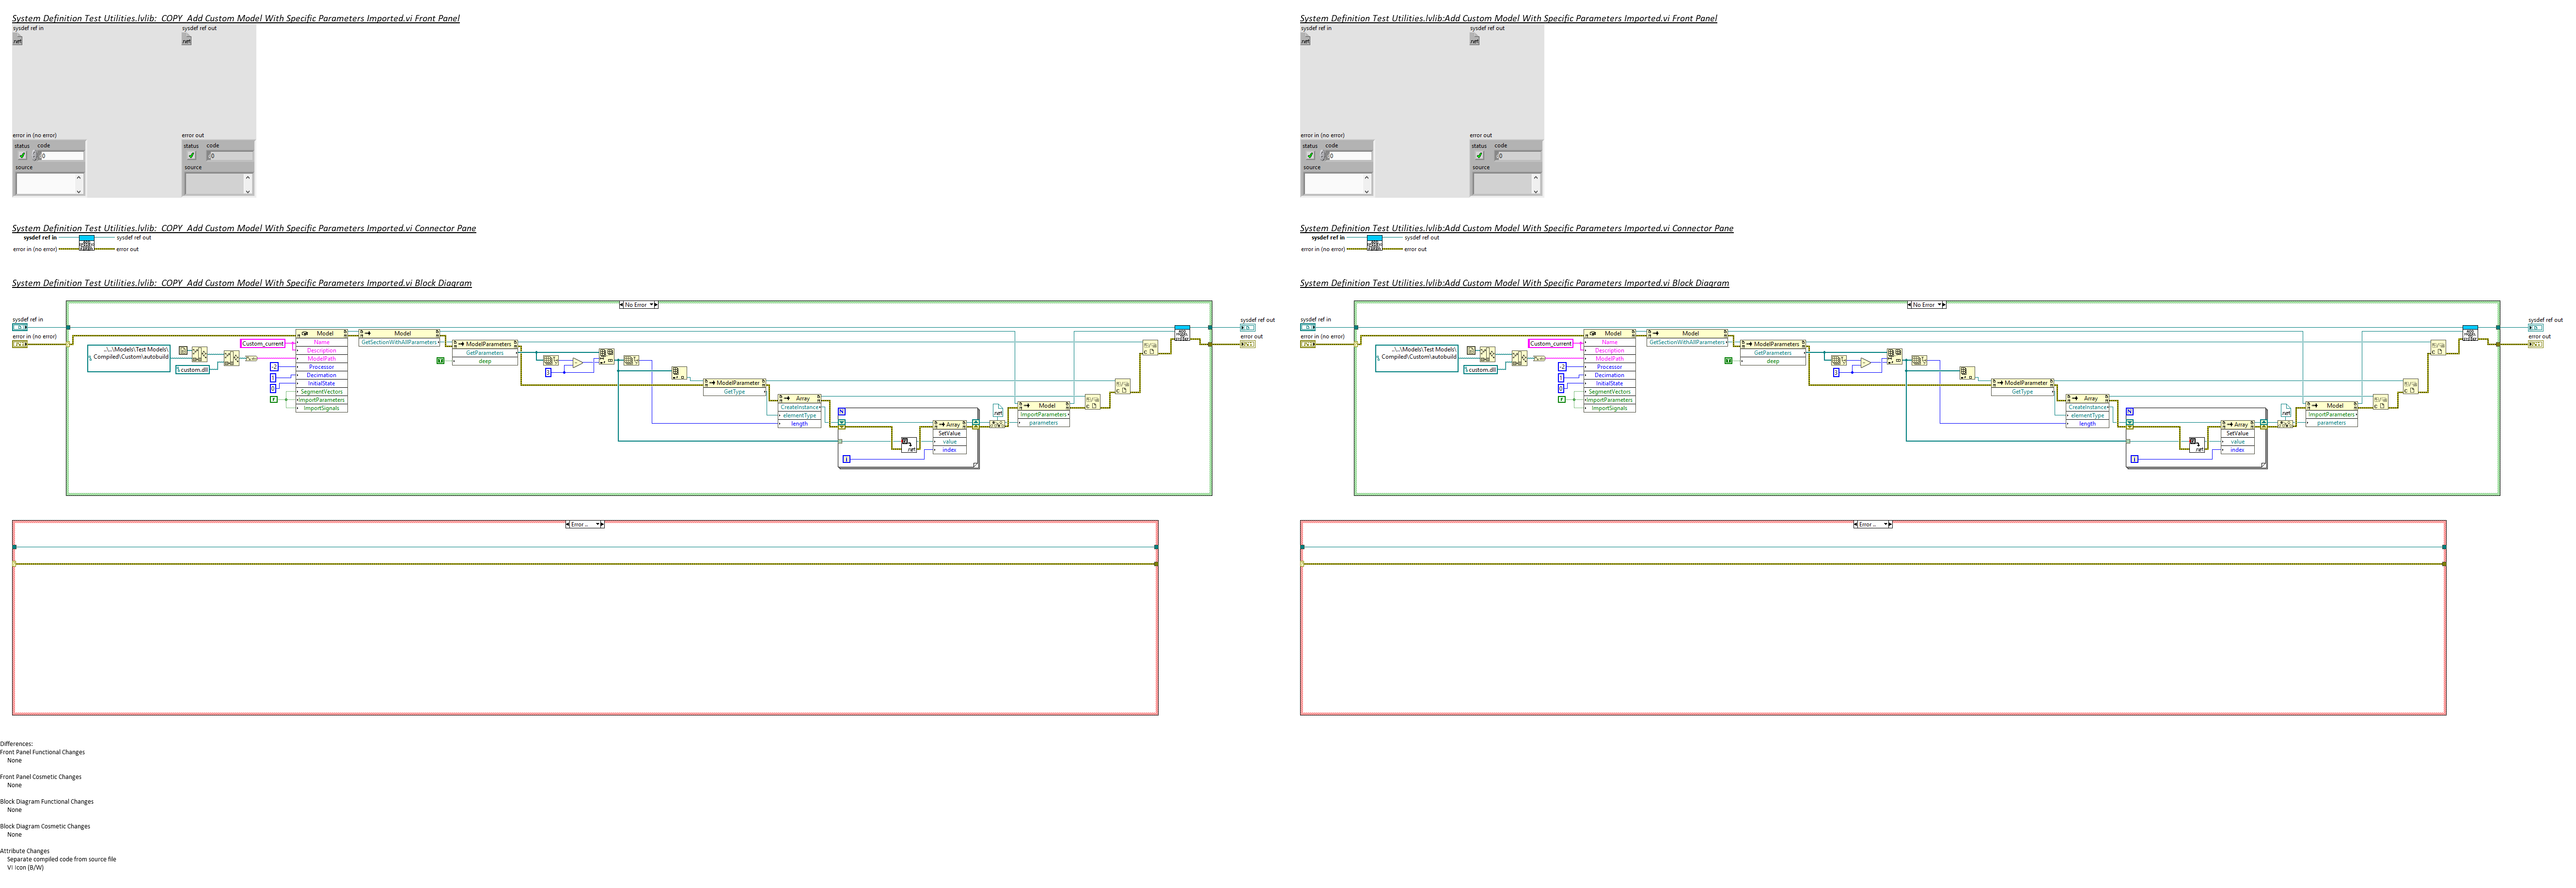 System Definition Test Utilities.lvlib:  COPY  Add Custom Model With Specific Parameters Imported.vi Front Panel
sysdef ref in
sysdef ref out
.net
.net
error in (no error)
error out
status code
0
status code
0
source
source
System Definition Test Utilities.lvlib:  COPY  Add Custom Model With Specific Parameters Imported.vi Connector Pane
sysdef ref in
sysdef ref out
error in (no error)
error out
System Definition Test Utilities.lvlib:  COPY  Add Custom Model With Specific Parameters Imported.vi Block Diagram
No Error
sysdef ref in
error in (no error)
..\..\Models\Test Models\
Compiled\Custom\autobuild
custom.dll
Custom_current
-2
1
0
F
Model
Name
Description
ModelPath
Processor
Decimation
InitialState
SegmentVectors
ImportParameters
ImportSignals
Model
GetSectionWithAllParameters
ModelParameters
GetParameters
deep
ModelParameter
GetType
Array
CreateInstance
elementType
length
N
i
.net
Array
SetValue
value
index
.net
Model
ImportParameters
parameters
sysdef ref out
error out
Error ..
System Definition Test Utilities.lvlib:Add Custom Model With Specific Parameters Imported.vi Front Panel
sysdef ref in
sysdef ref out
.net
.net
error in (no error)
error out
status code
0
status code
0
source
source
System Definition Test Utilities.lvlib:Add Custom Model With Specific Parameters Imported.vi Connector Pane
sysdef ref in
sysdef ref out
error in (no error)
error out
System Definition Test Utilities.lvlib:Add Custom Model With Specific Parameters Imported.vi Block Diagram
No Error
sysdef ref in
error in (no error)
..\..\Models\Test Models\
Compiled\Custom\autobuild
custom.dll
Custom_current
-2
1
0
F
Model
Name
Description
ModelPath
Processor
Decimation
InitialState
SegmentVectors
ImportParameters
ImportSignals
Model
GetSectionWithAllParameters
ModelParameters
GetParameters
deep
ModelParameter
GetType
Array
CreateInstance
elementType
length
N
i
.net
Array
SetValue
value
index
.net
Model
ImportParameters
parameters
sysdef ref out
error out
Error ..
Differences:
Front Panel Functional Changes
None
Front Panel Cosmetic Changes
None
Block Diagram Functional Changes
None
Block Diagram Cosmetic Changes
None
Attribute Changes
Separate compiled code from source file
VI Icon (B/W)